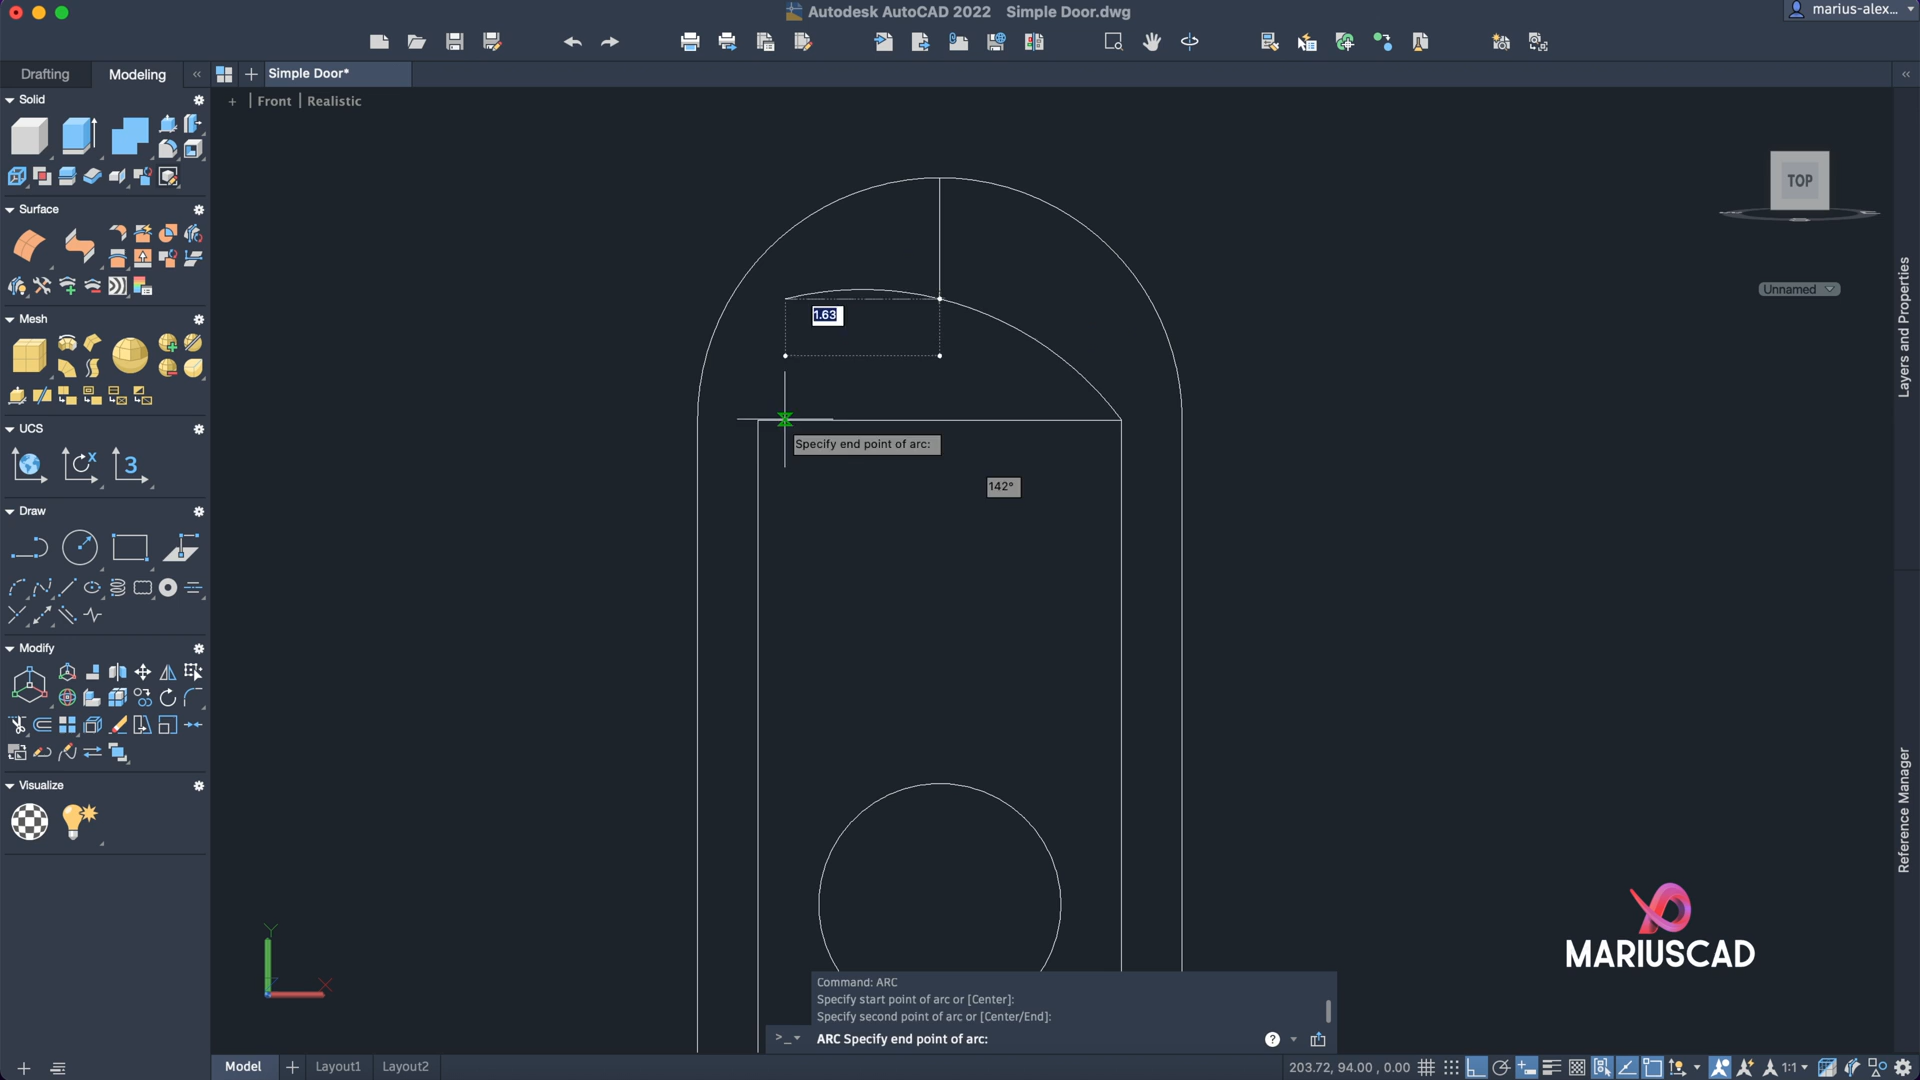 Autodesk AutoCAD 2022 Simple Door.dwg
marius-alex...
Drafting
Modeling
Simple Door*
Front
Realistic
Solid
Surface
Mesh
UCS
X
3
Draw
Modify
Visualize
TOP
Unnamed
1.63
Specify end point of arc:
142°
Layers and Properties
Reference Manager
MARIUSCAD
Y
X
Command: ARC
Specify start point of arc or [Center]:
Specify second point of arc or [Center/End]:
>_ ARC Specify end point of arc:
Model
Layout1
Layout2
203.72, 94.00 , 0.00
1:1